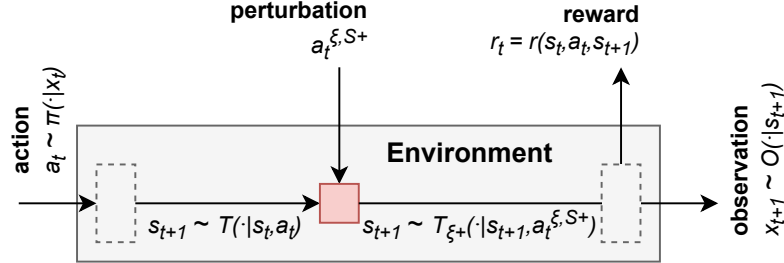 perturbation
a_t^{ξ,S+}
reward
r_t = r(s_t,a_t,s_{t+1})
action
a_t ~ π(·|x_t)
Environment
s_{t+1} ~ T(·|s_t,a_t)
s_{t+1} ~ T_{ξ+}(·|s_{t+1},a_t^{ξ,S+})
observation
x_{t+1} ~ O(·|s_{t+1})